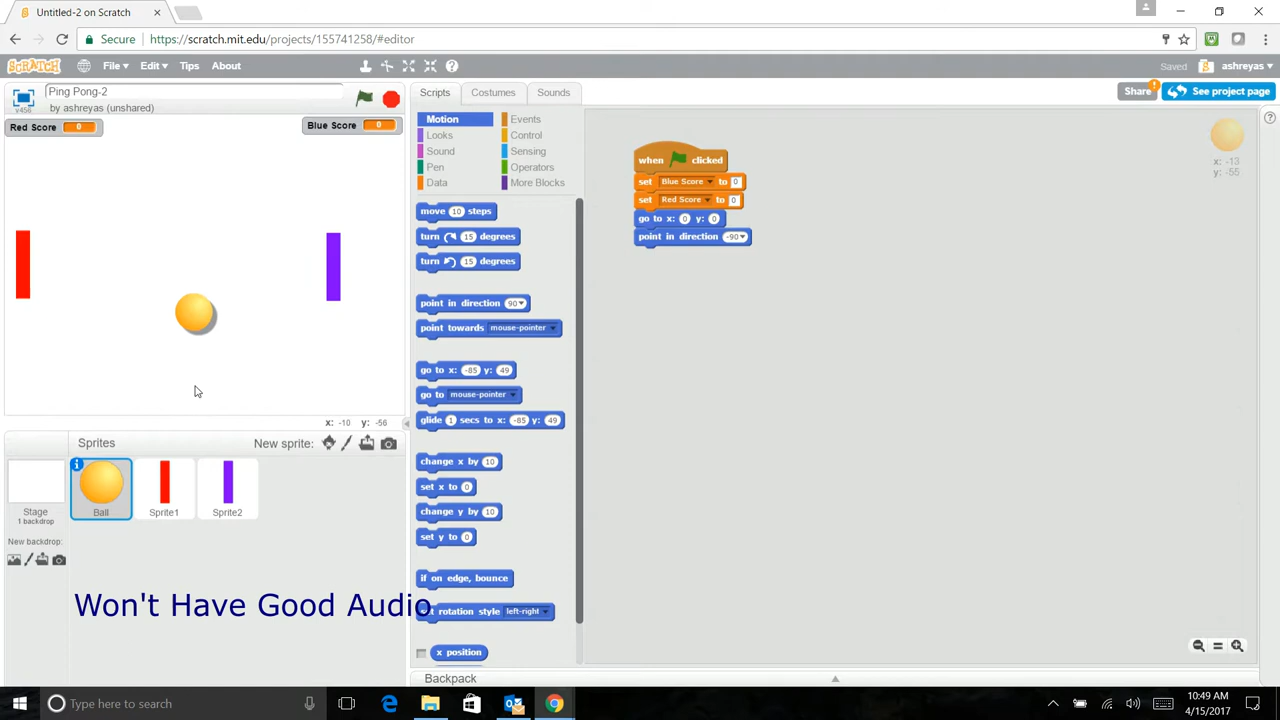 Untitled-2 on Scratch
Secure https://scratch.mit.edu/projects/155741258/#editor
SCRATCH File Edit Tips About Saved ashreyas
v456 Ping Pong-2
by ashreyas (unshared)
Scripts Costumes Sounds Share See project page
Red Score 0 Blue Score 0
Motion Events
Looks Control
Sound Sensing
Pen Operators
Data More Blocks
move 10 steps
turn 15 degrees
turn 15 degrees
point in direction 90
point towards mouse-pointer
go to x: -85 y: 49
go to mouse-pointer
glide 1 secs to x: -85 y: 49
change x by 10
set x to 0
change y by 10
set y to 0
if on edge, bounce
rotation style left-right
x position
when clicked
set Blue Score to 0
set Red Score to 0
go to x: 0 y: 0
point in direction -90
x: -13
y: -55
x: -10 y: -56
Sprites New sprite:
Stage
1 backdrop
Ball Sprite1 Sprite2
New backdrop:
Won't Have Good Audio
Backpack
Type here to search
10:49 AM
4/15/2017